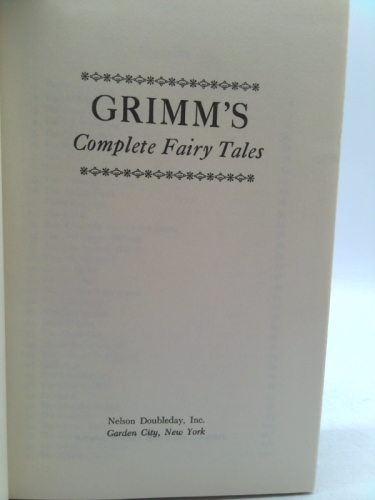 GRIMM'S
Complete Fairy Tales
Nelson Doubleday, Inc.
Garden City, New York